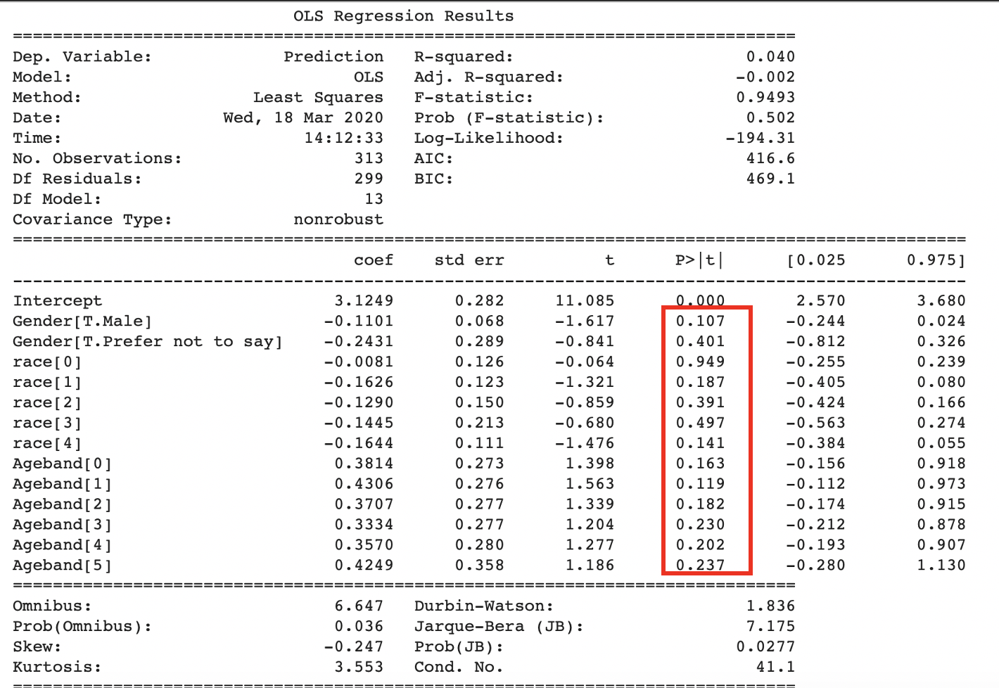 OLS Regression Results
==============================================================================
Dep. Variable: Prediction R-squared: 0.040
Model: OLS Adj. R-squared: -0.002
Method: Least Squares F-statistic: 0.9493
Date: Wed, 18 Mar 2020 Prob (F-statistic): 0.502
Time: 14:12:33 Log-Likelihood: -194.31
No. Observations: 313 AIC: 416.6
Df Residuals: 299 BIC: 469.1
Df Model: 13
Covariance Type: nonrobust
===============================================================================================
coef std err t P>|t| [0.025 0.975]
-----------------------------------------------------------------------------------------------
Intercept 3.1249 0.282 11.085 0.000 2.570 3.680
Gender[T.Male] -0.1101 0.068 -1.617 0.107 -0.244 0.024
Gender[T.Prefer not to say] -0.2431 0.289 -0.841 0.401 -0.812 0.326
race[0] -0.0081 0.126 -0.064 0.949 -0.255 0.239
race[1] -0.1626 0.123 -1.321 0.187 -0.405 0.080
race[2] -0.1290 0.150 -0.859 0.391 -0.424 0.166
race[3] -0.1445 0.213 -0.680 0.497 -0.563 0.274
race[4] -0.1644 0.111 -1.476 0.141 -0.384 0.055
Ageband[0] 0.3814 0.273 1.398 0.163 -0.156 0.918
Ageband[1] 0.4306 0.276 1.563 0.119 -0.112 0.973
Ageband[2] 0.3707 0.277 1.339 0.182 -0.174 0.915
Ageband[3] 0.3334 0.277 1.204 0.230 -0.212 0.878
Ageband[4] 0.3570 0.280 1.277 0.202 -0.193 0.907
Ageband[5] 0.4249 0.358 1.186 0.237 -0.280 1.130
==============================================================================
Omnibus: 6.647 Durbin-Watson: 1.836
Prob(Omnibus): 0.036 Jarque-Bera (JB): 7.175
Skew: -0.247 Prob(JB): 0.0277
Kurtosis: 3.553 Cond. No. 41.1
==============================================================================